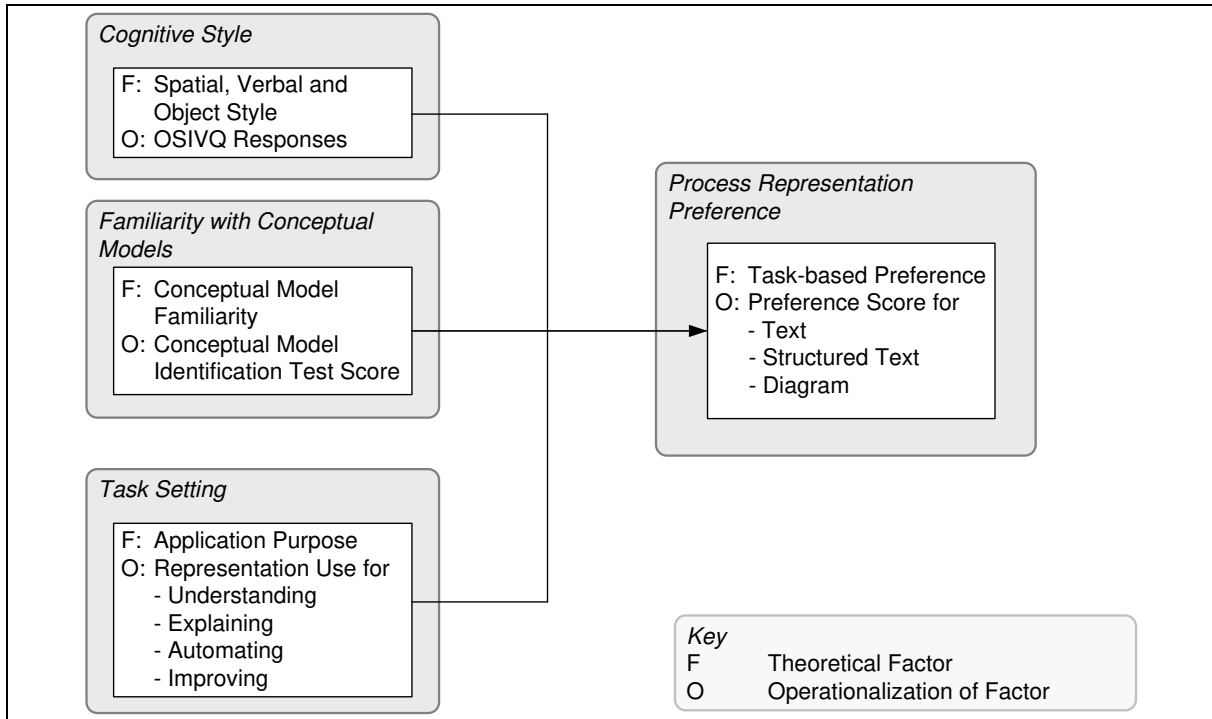 Cognitive Style
F: Spatial, Verbal and
Object Style
O: OSIVQ Responses
Familiarity with Conceptual
Models
F: Conceptual Model
Familiarity
O: Conceptual Model
Identification Test Score
Task Setting
F: Application Purpose
O: Representation Use for
- Understanding
- Explaining
- Automating
- Improving
Process Representation
Preference
F: Task-based Preference
O: Preference Score for
- Text
- Structured Text
- Diagram
Key
F Theoretical Factor
O Operationalization of Factor